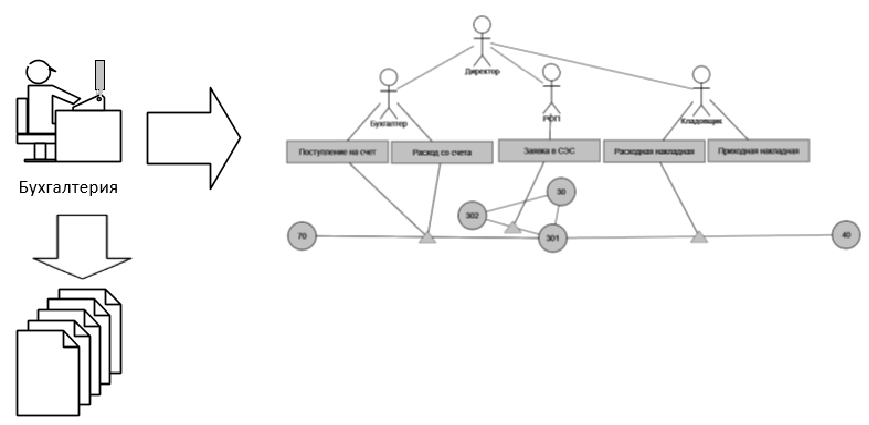 Директор
Бухгалтер
РОП
Кладовщик
Поступление на счет
Расход со счета
Заявка в СЭС
Расходная накладная
Приходная накладная
Бухгалтерия
30
302
70
301
40